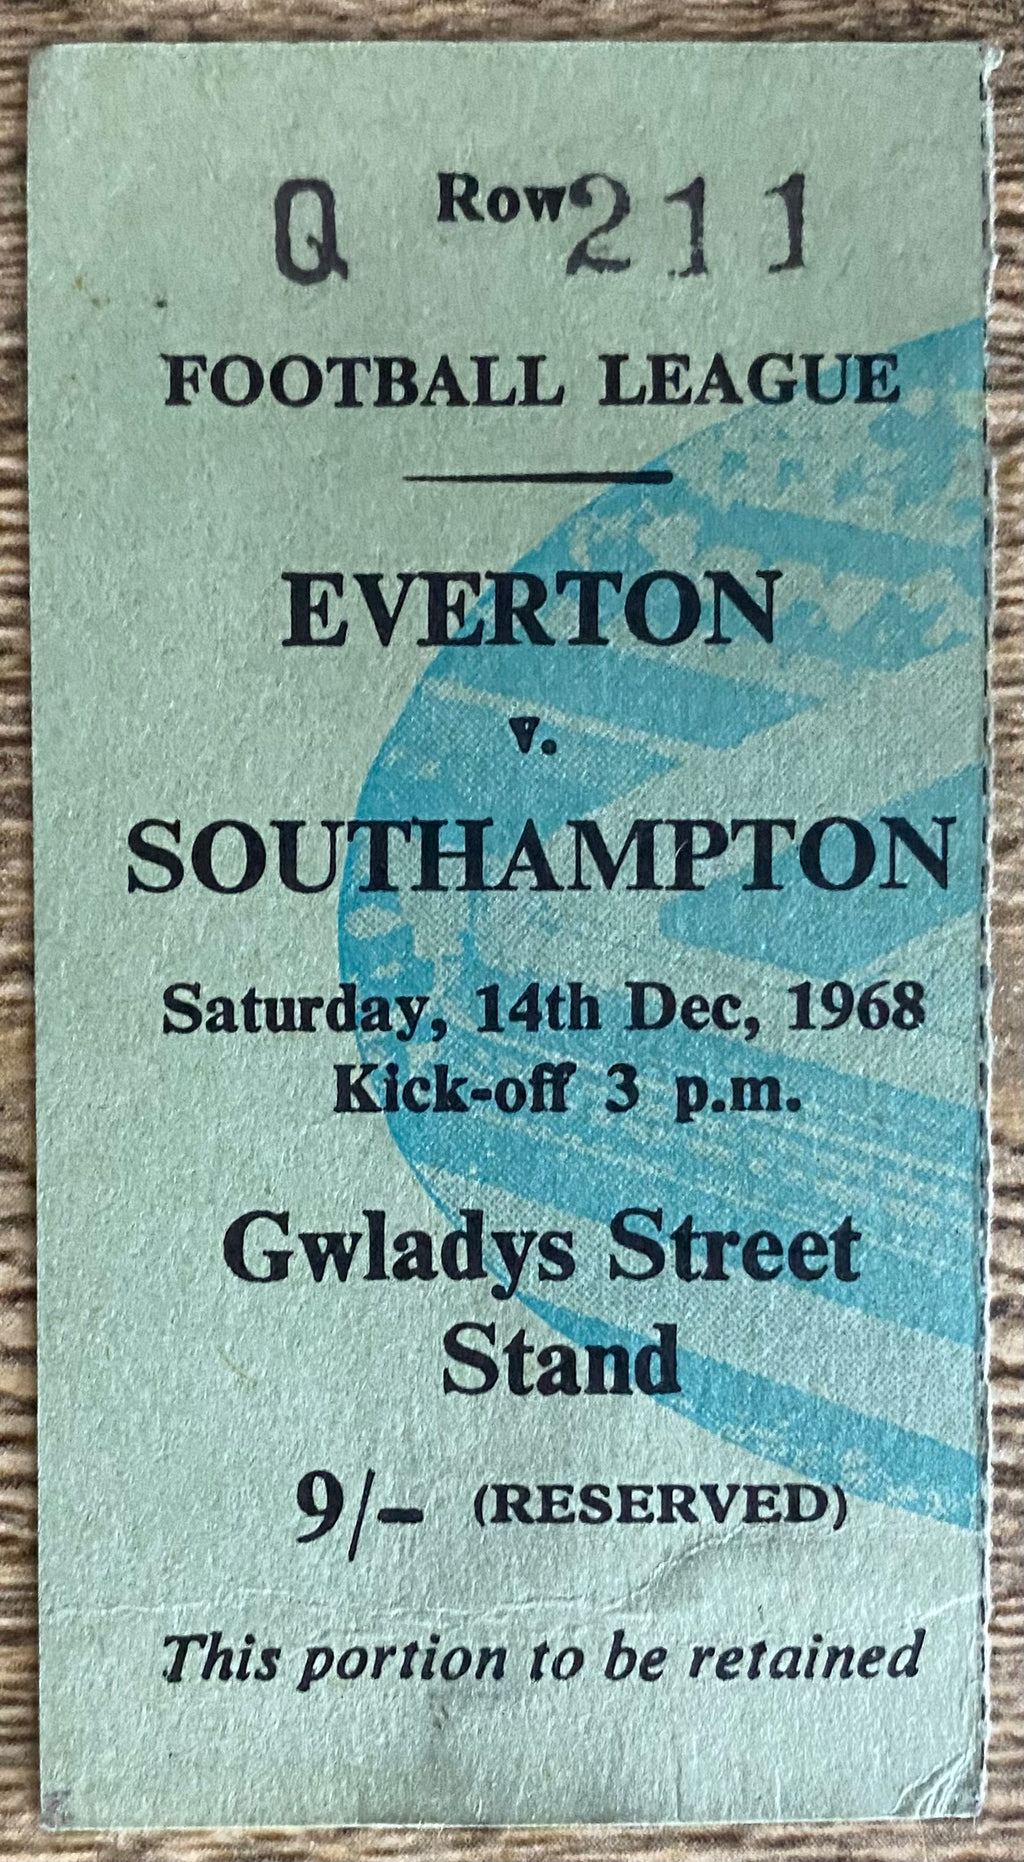 Q Row 211
FOOTBALL LEAGUE
EVERTON
v.
SOUTHAMPTON
Saturday, 14th Dec, 1968
Kick-off 3 p.m.
Gwladys Street
Stand
9/- (RESERVED)
This portion to be retained